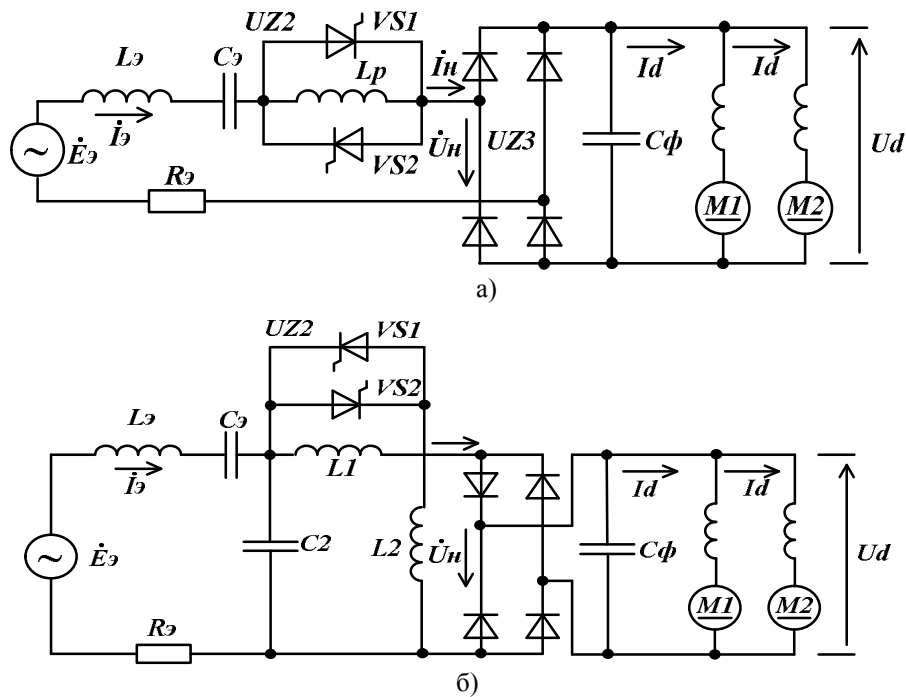 UZ2 VS1
Lэ Cэ Lр İн Id Id
İэ
Ėэ VS2 U̇н UZ3 Cф Ud
Rэ M1 M2
а)
UZ2 VS1
VS2
Lэ Cэ
İэ L1 Id Id
Ėэ C2 L2 U̇н Cф Ud
Rэ M1 M2
б)